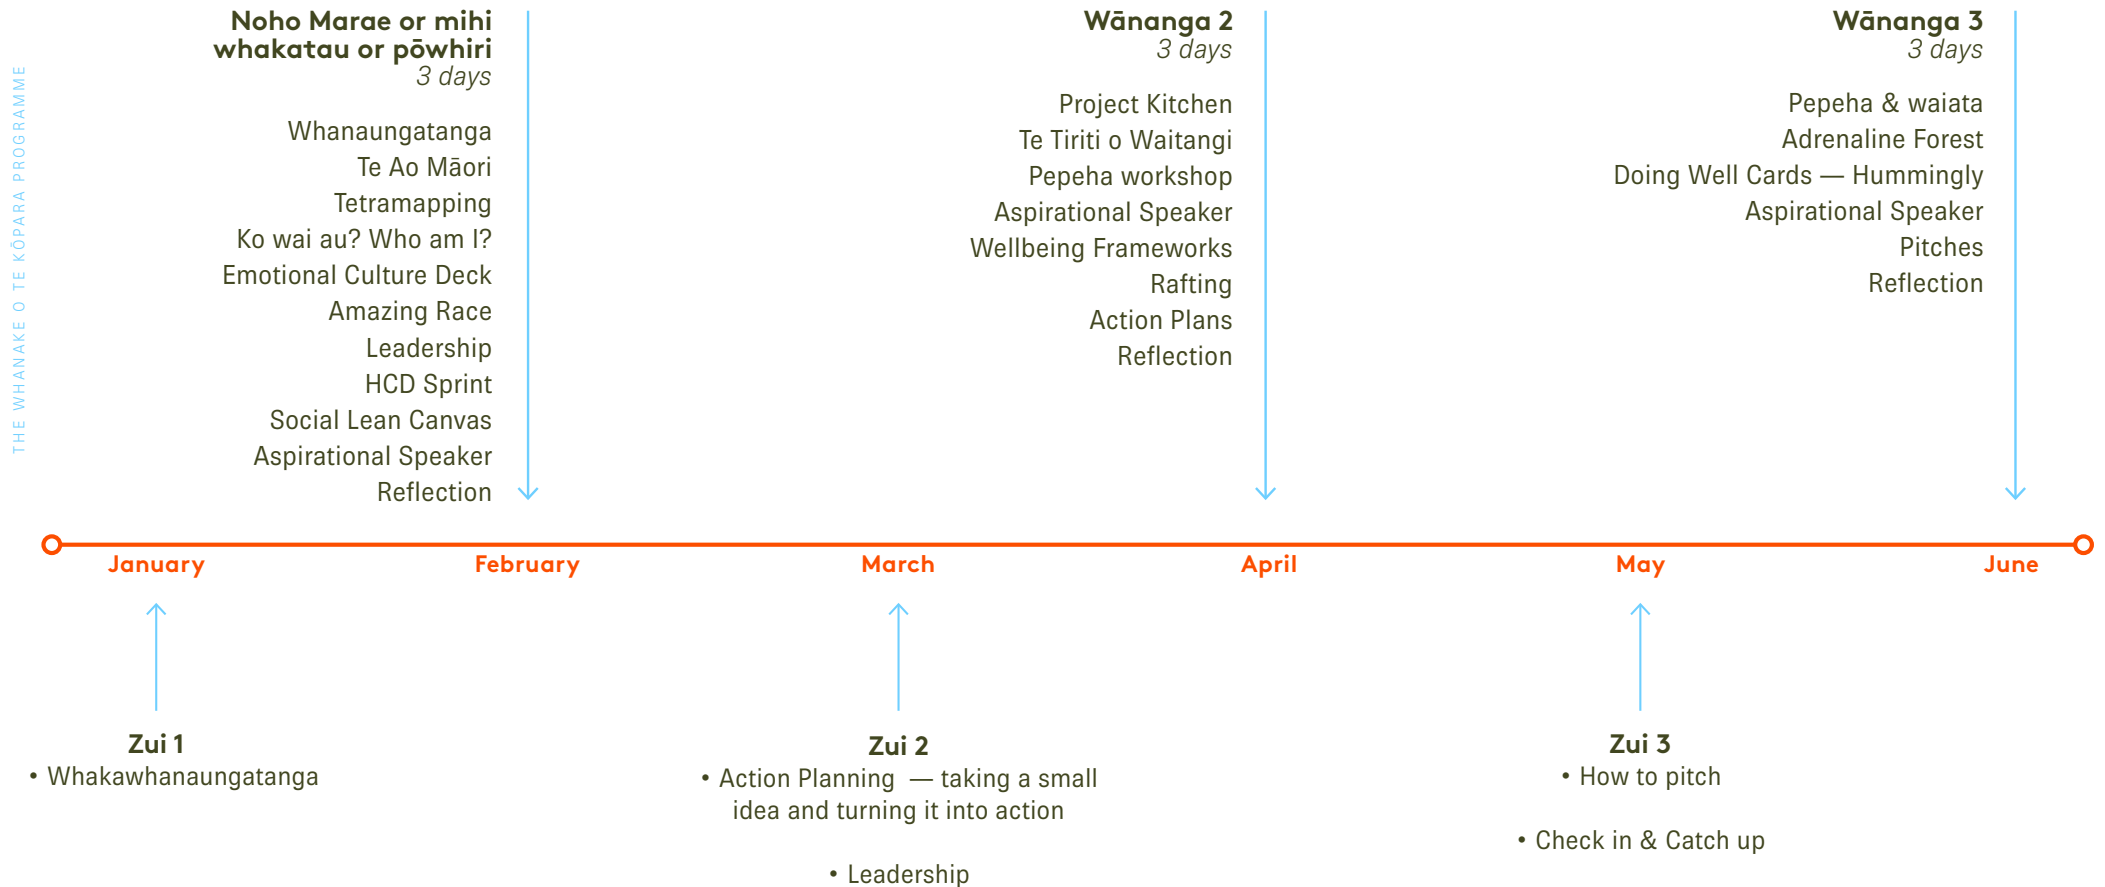 THE WHANAKE O TE KŌPARA PROGRAMME
Noho Marae or mihi
whakatau or pōwhiri
3 days
Whanaungatanga
Te Ao Māori
Tetramapping
Ko wai au? Who am I?
Emotional Culture Deck
Amazing Race
Leadership
HCD Sprint
Social Lean Canvas
Aspirational Speaker
Reflection
Wānanga 2
3 days
Project Kitchen
Te Tiriti o Waitangi
Pepeha workshop
Aspirational Speaker
Wellbeing Frameworks
Rafting
Action Plans
Reflection
Wānanga 3
3 days
Pepeha & waiata
Adrenaline Forest
Doing Well Cards — Hummingly
Aspirational Speaker
Pitches
Reflection
January
February
March
April
May
June
Zui 1
• Whakawhanaungatanga
Zui 2
• Action Planning — taking a small
idea and turning it into action
• Leadership
Zui 3
• How to pitch
• Check in & Catch up